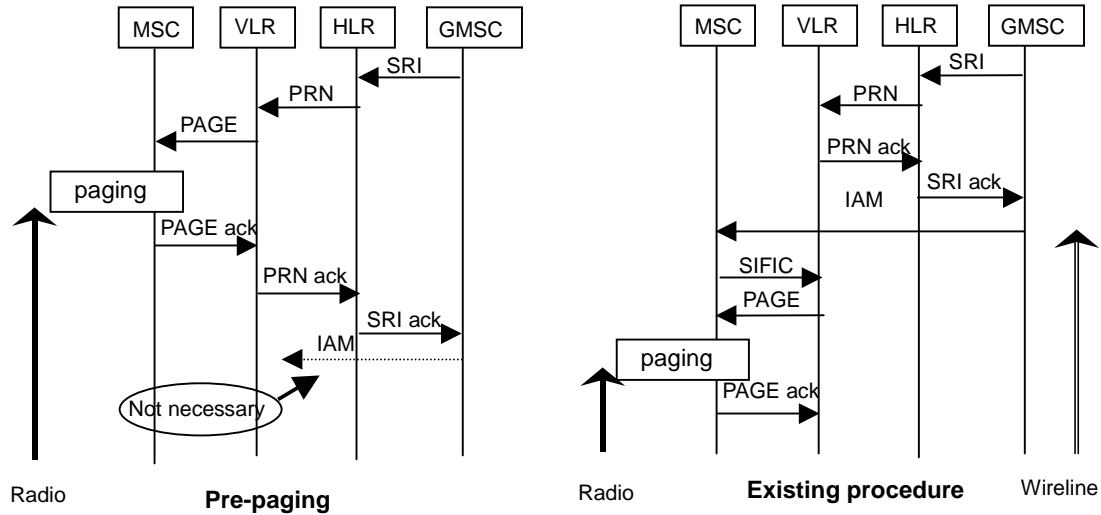 MSC VLR HLR GMSC
SRI
PRN
PAGE
paging
PAGE ack
PRN ack
SRI ack
IAM
Not necessary
Radio
Pre-paging
MSC VLR HLR GMSC
SRI
PRN
PRN ack
IAM
SRI ack
SIFIC
PAGE
paging
PAGE ack
Radio
Existing procedure
Wireline